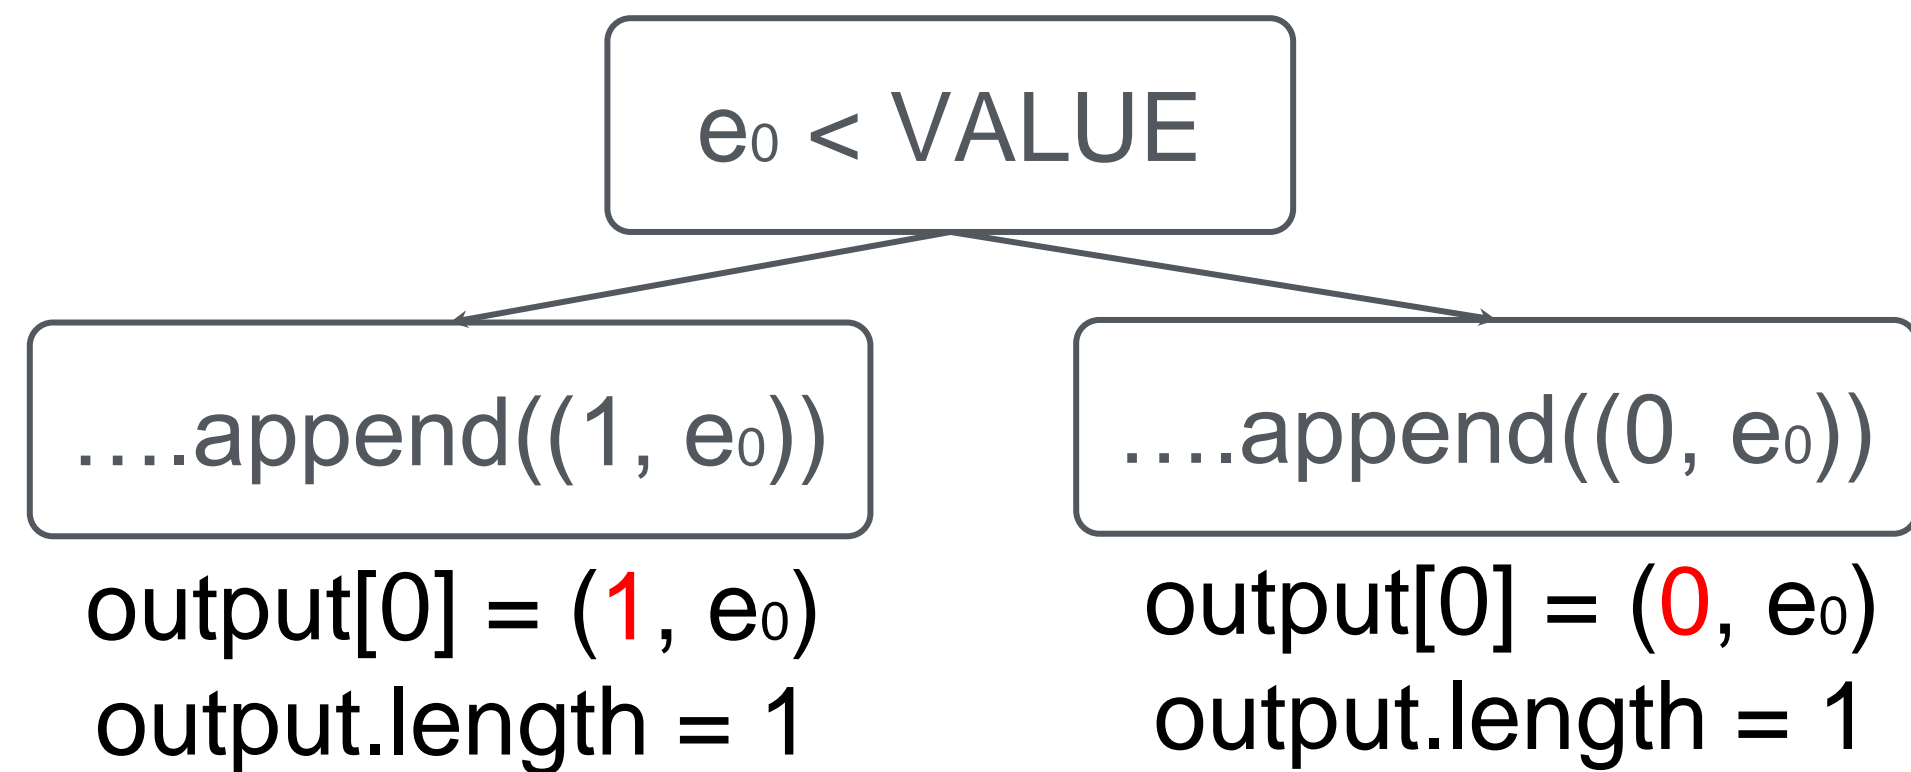 e₀ < VALUE
….append((1, e₀))
….append((0, e₀))
output[0] = (1, e₀)
output.length = 1
output[0] = (0, e₀)
output.length = 1